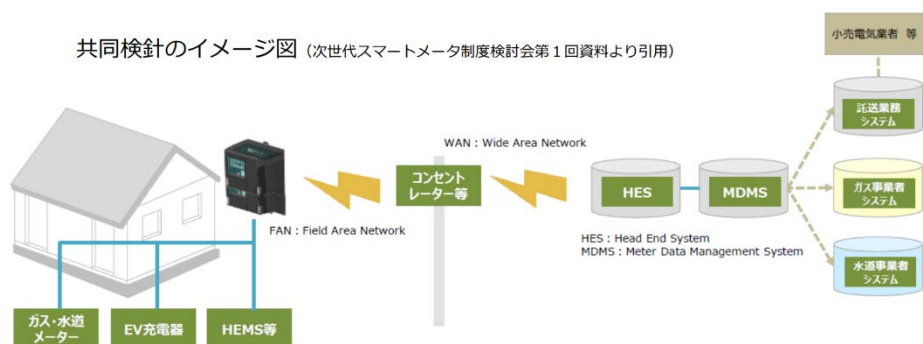 共同検針のイメージ図（次世代スマートメータ制度検討会第１回資料より引用）
小売電気業者 等
託送業務
システム
WAN：Wide Area Network
コンセント
レーター等
HES
MDMS
ガス事業者
システム
FAN：Field Area Network
HES：Head End System
MDMS：Meter Data Management System
水道事業者
システム
ガス・水道
メーター
EV充電器
HEMS等